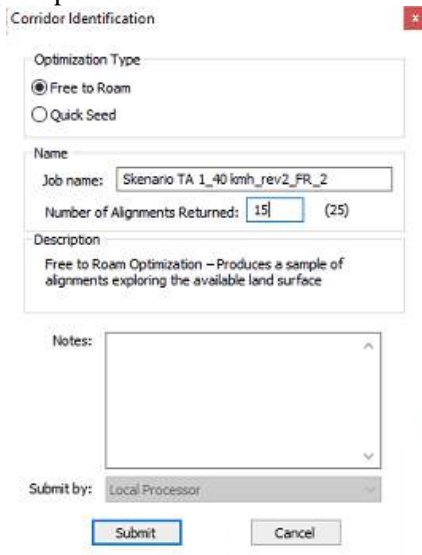 Corridor Identification
x
Optimization Type
Free to Roam
Quick Seed
Name
Job name: Skenario TA 1_40 kmh_rev2_FR_2
Number of Alignments Returned: 15 (25)
Description
Free to Roam Optimization – Produces a sample of
alignments exploring the available land surface
Notes:
Submit by: Local Processor
Submit Cancel